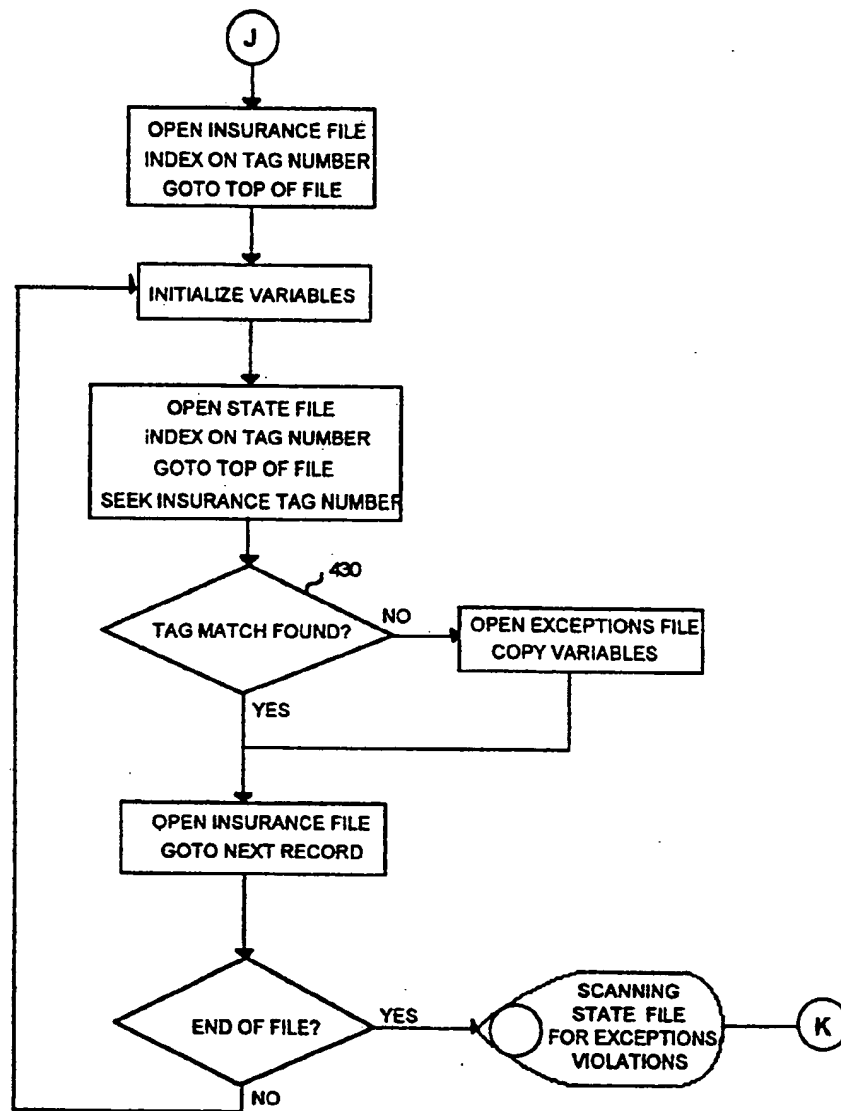 J
OPEN INSURANCE FILE
INDEX ON TAG NUMBER
GOTO TOP OF FILE
INITIALIZE VARIABLES
OPEN STATE FILE
INDEX ON TAG NUMBER
GOTO TOP OF FILE
SEEK INSURANCE TAG NUMBER
430
TAG MATCH FOUND?
NO
OPEN EXCEPTIONS FILE
COPY VARIABLES
YES
OPEN INSURANCE FILE
GOTO NEXT RECORD
END OF FILE?
YES
SCANNING
STATE FILE
FOR EXCEPTIONS
VIOLATIONS
K
NO